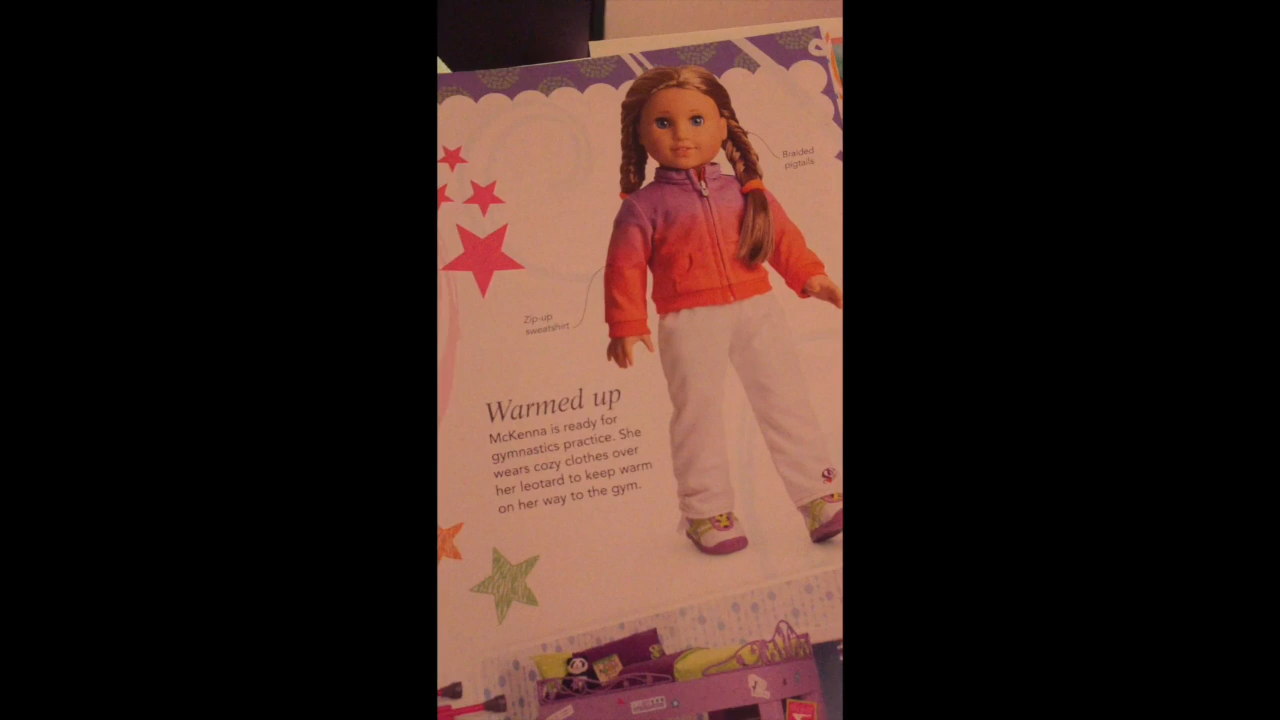 Braided
pigtails
Zip-up
sweatshirt
Warmed up
McKenna is ready for
gymnastics practice. She
wears cozy clothes over
her leotard to keep warm
on her way to the gym.